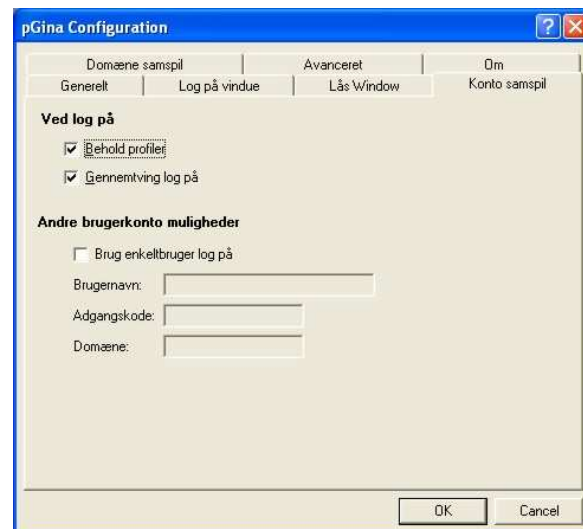 pGina Configuration
Domæne samspil Avanceret Om
Generelt Log på vindue Lås Window Konto samspil
Ved log på
Behold profiler
Gennemtving log på
Andre brugerkonto muligheder
Brug enkeltbruger log på
Brugernavn:
Adgangskode:
Domæne:
OK Cancel